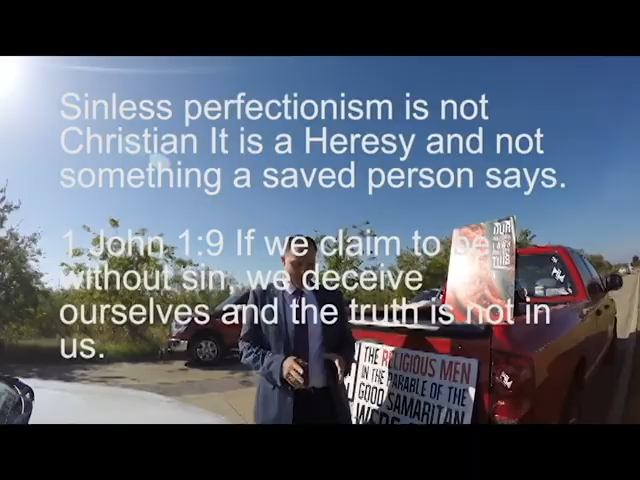 Sinless perfectionism is not
Christian It is a Heresy and not
something a saved person says.
1 John 1:9 If we claim to be
without sin, we deceive
ourselves and the truth is not in
us.
THE RELIGIOUS MEN
IN THE PARABLE OF THE
GOOD SAMARITAN